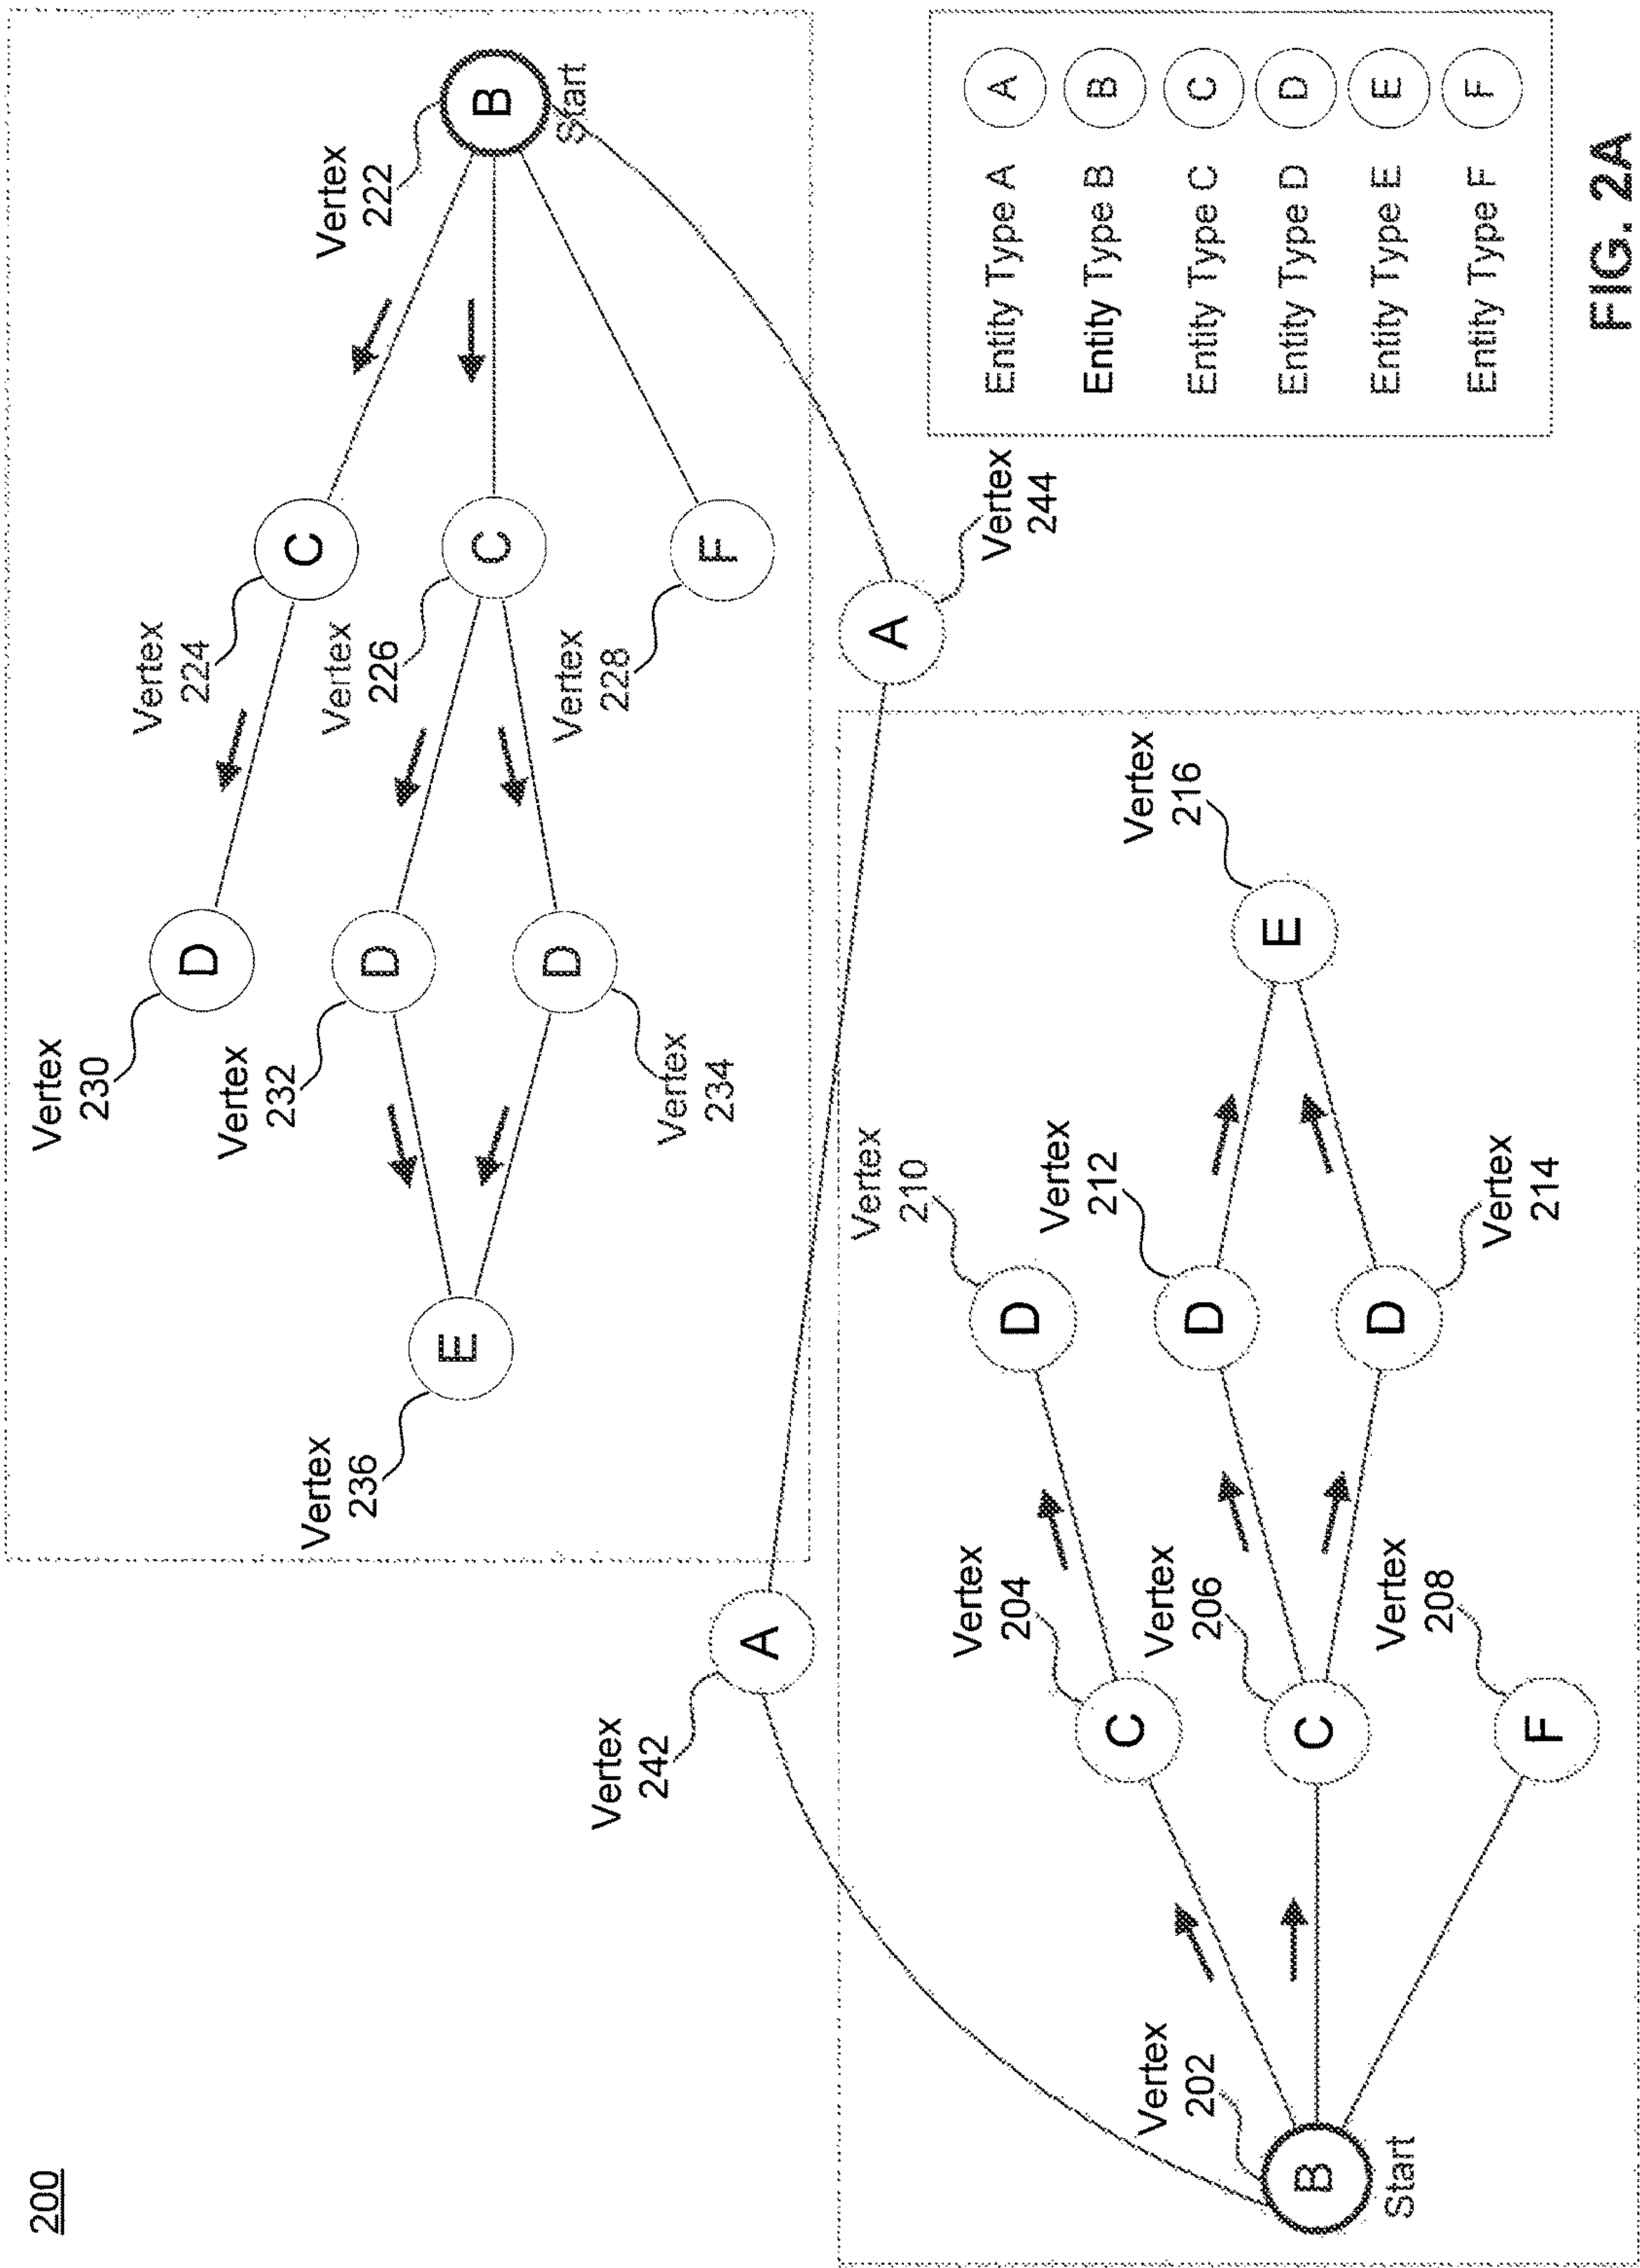 200
Vertex
236
E
Vertex
230
D
Vertex
232
D
D
Vertex
234
Vertex
224
C
Vertex
226
C
Vertex
228
F
Vertex
222
B
Start
Vertex
242
A
A
Vertex
244
Vertex
202
B
Start
Vertex
204
C
Vertex
206
C
Vertex
208
F
Vertex
210
D
Vertex
212
D
D
Vertex
214
Vertex
216
E
Entity Type A A
Entity Type B B
Entity Type C C
Entity Type D D
Entity Type E E
Entity Type F F
FIG. 2A